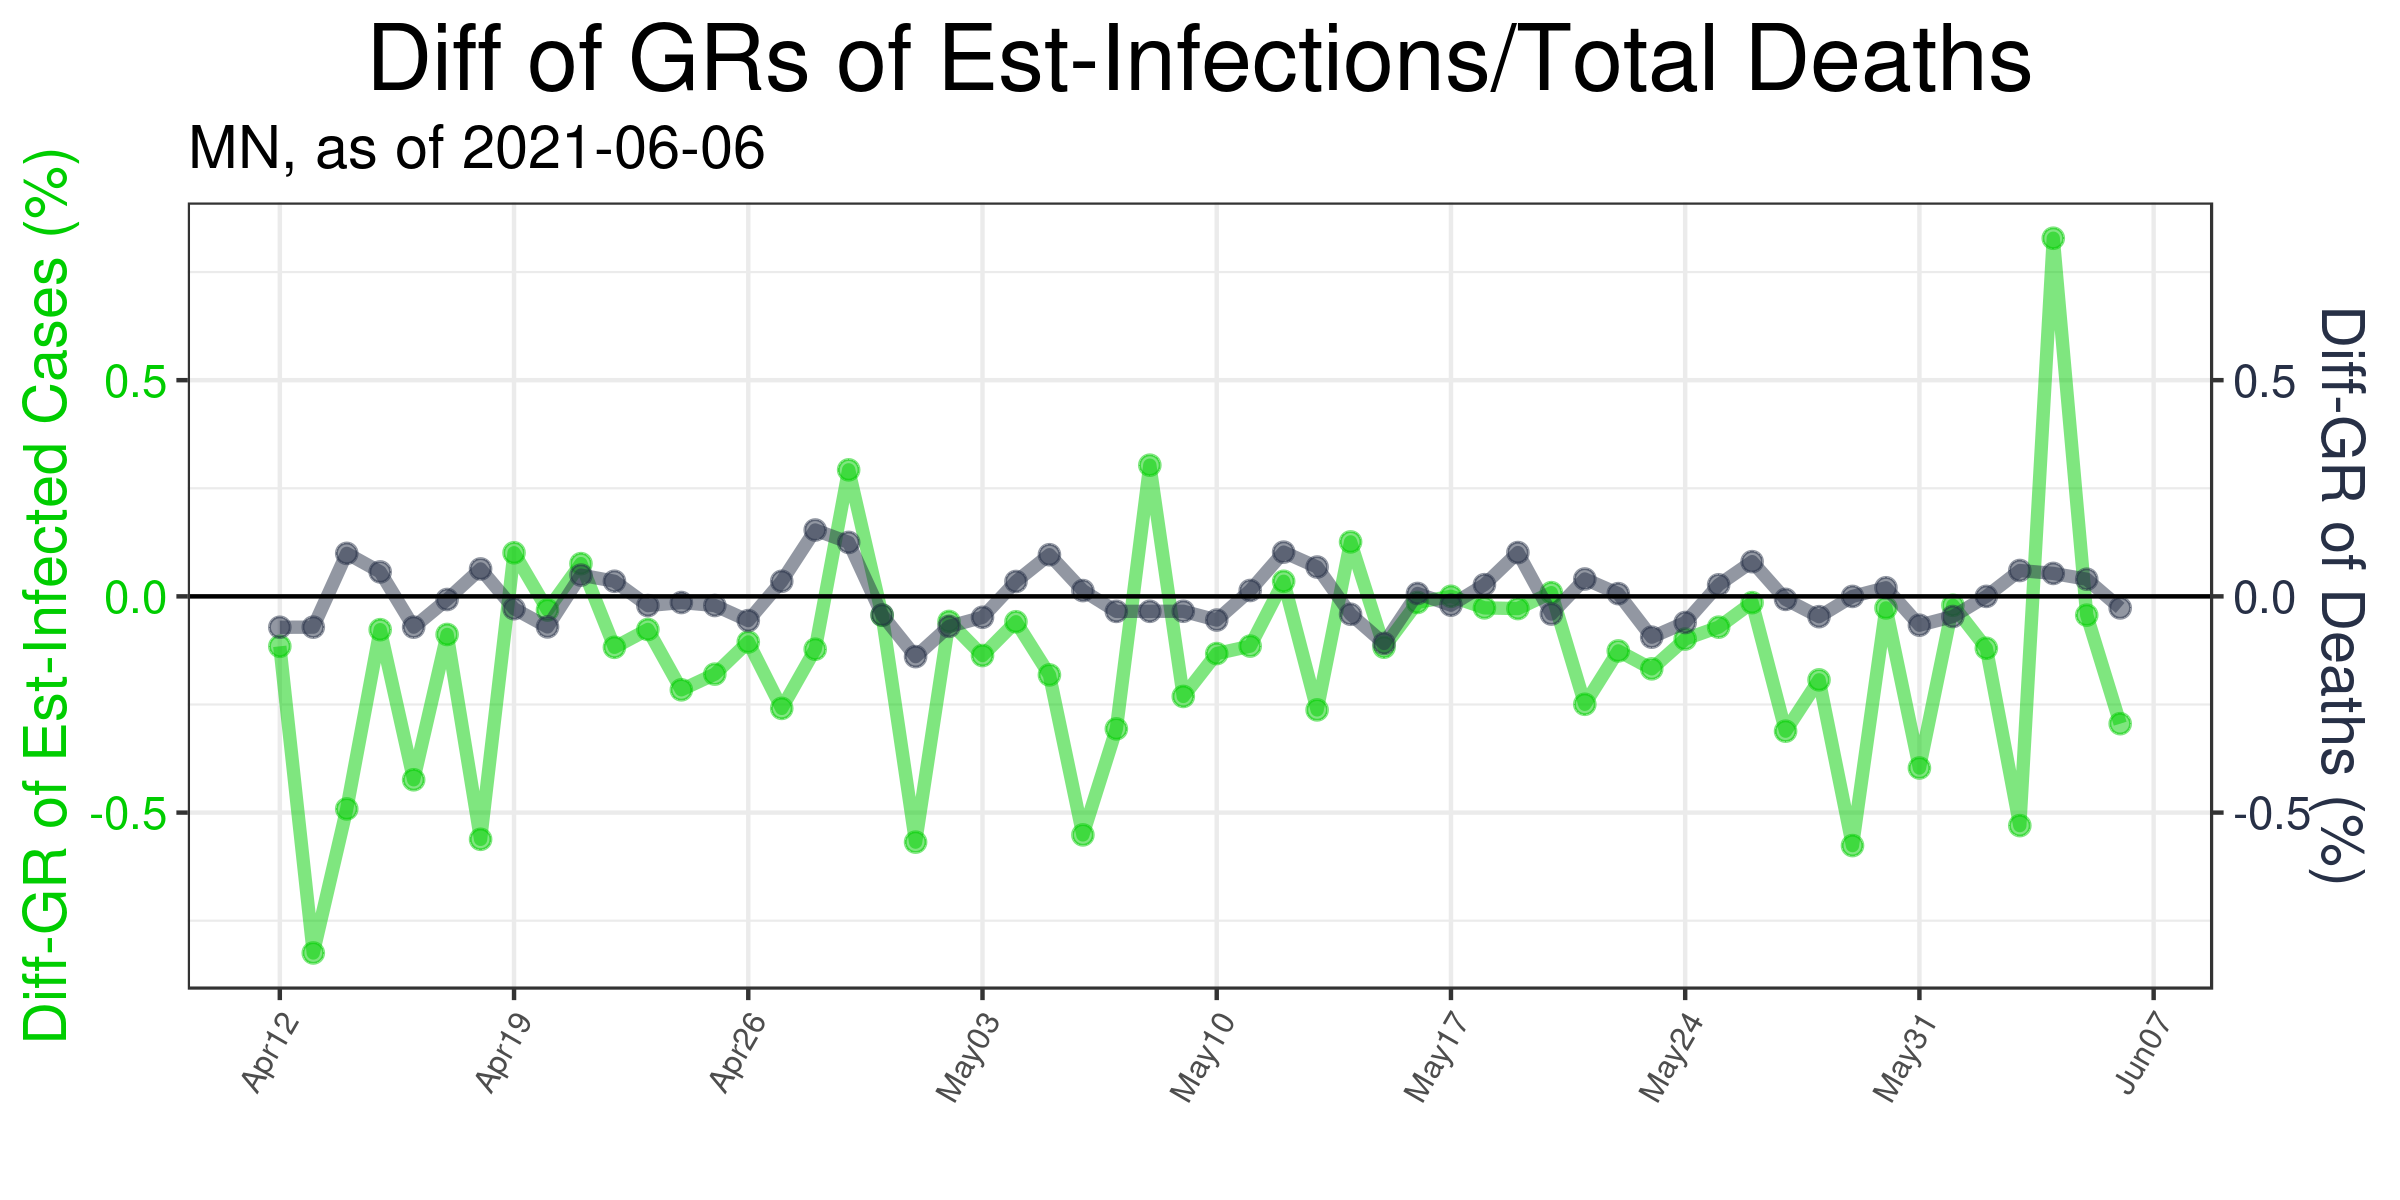 Diff of GRs of Est-Infections/Total Deaths
MN, as of 2021-06-06
Diff-GR of Est-Infected Cases (%)
0.5
0.0
-0.5
0.5
0.0
-0.5
Diff-GR of Deaths (%)
Apr12
Apr19
Apr26
May03
May10
May17
May24
May31
Jun07